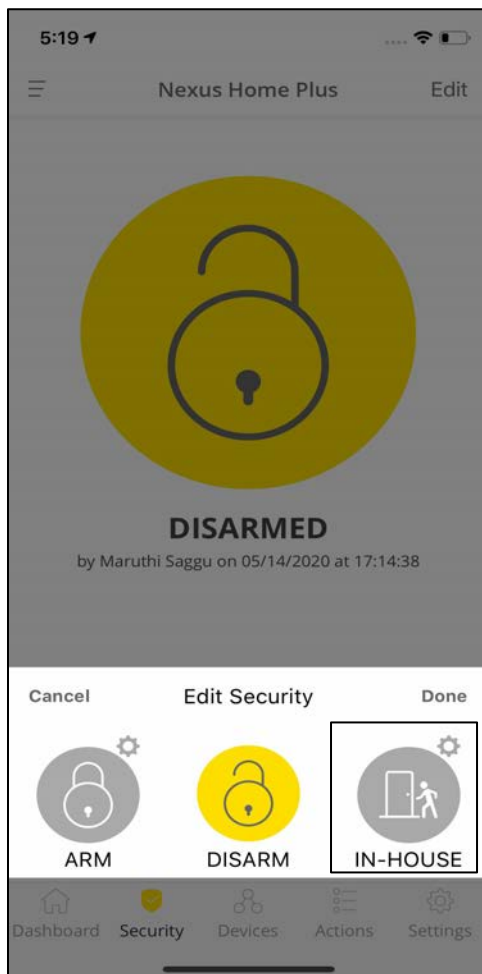 5:19
Nexus Home Plus Edit
DISARMED
by Maruthi Saggu on 05/14/2020 at 17:14:38
Cancel Edit Security Done
ARM DISARM IN-HOUSE
Dashboard Security Devices Actions Settings